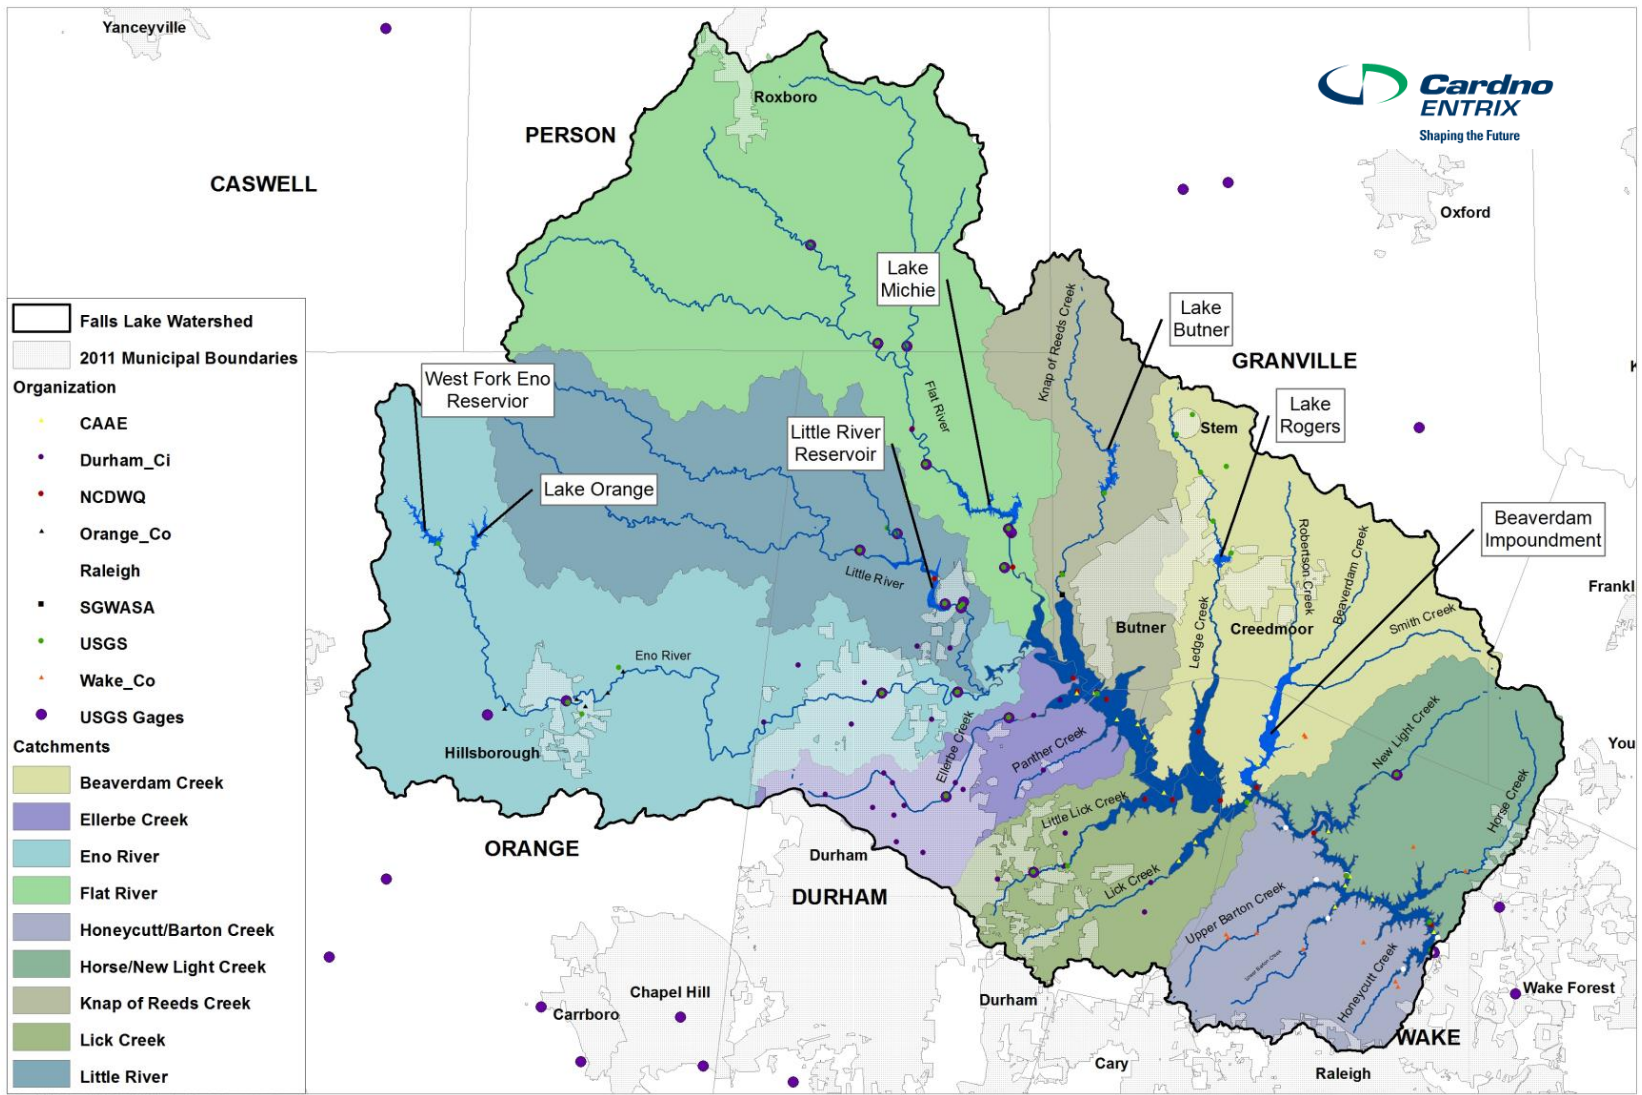 Yanceyville
Roxboro
PERSON
CASWELL
Cardno
ENTRIX
Shaping the Future
Oxford
Lake
Michie
Lake
Butner
GRANVILLE
Knap of Reeds Creek
West Fork Eno
Reservior
Flat River
Lake
Rogers
Stem
Little River
Reservoir
Lake Orange
Beaverdam
Impoundment
Robertson Creek
Beaverdam Creek
Little River
Frankl
Smith Creek
Butner
Creedmoor
Ledge Creek
Eno River
New Light Creek
You
Hillsborough
Ellerbe Creek
Panther Creek
Horse Creek
Little Lick Creek
ORANGE
Durham
DURHAM
Lick Creek
Upper Barton Creek
Lower Barton Creek
Honeycutt Creek
Chapel Hill
Carrboro
Durham
Wake Forest
WAKE
Cary
Raleigh
Falls Lake Watershed
2011 Municipal Boundaries
Organization
CAAE
Durham_Ci
NCDWQ
Orange_Co
Raleigh
SGWASA
USGS
Wake_Co
USGS Gages
Catchments
Beaverdam Creek
Ellerbe Creek
Eno River
Flat River
Honeycutt/Barton Creek
Horse/New Light Creek
Knap of Reeds Creek
Lick Creek
Little River